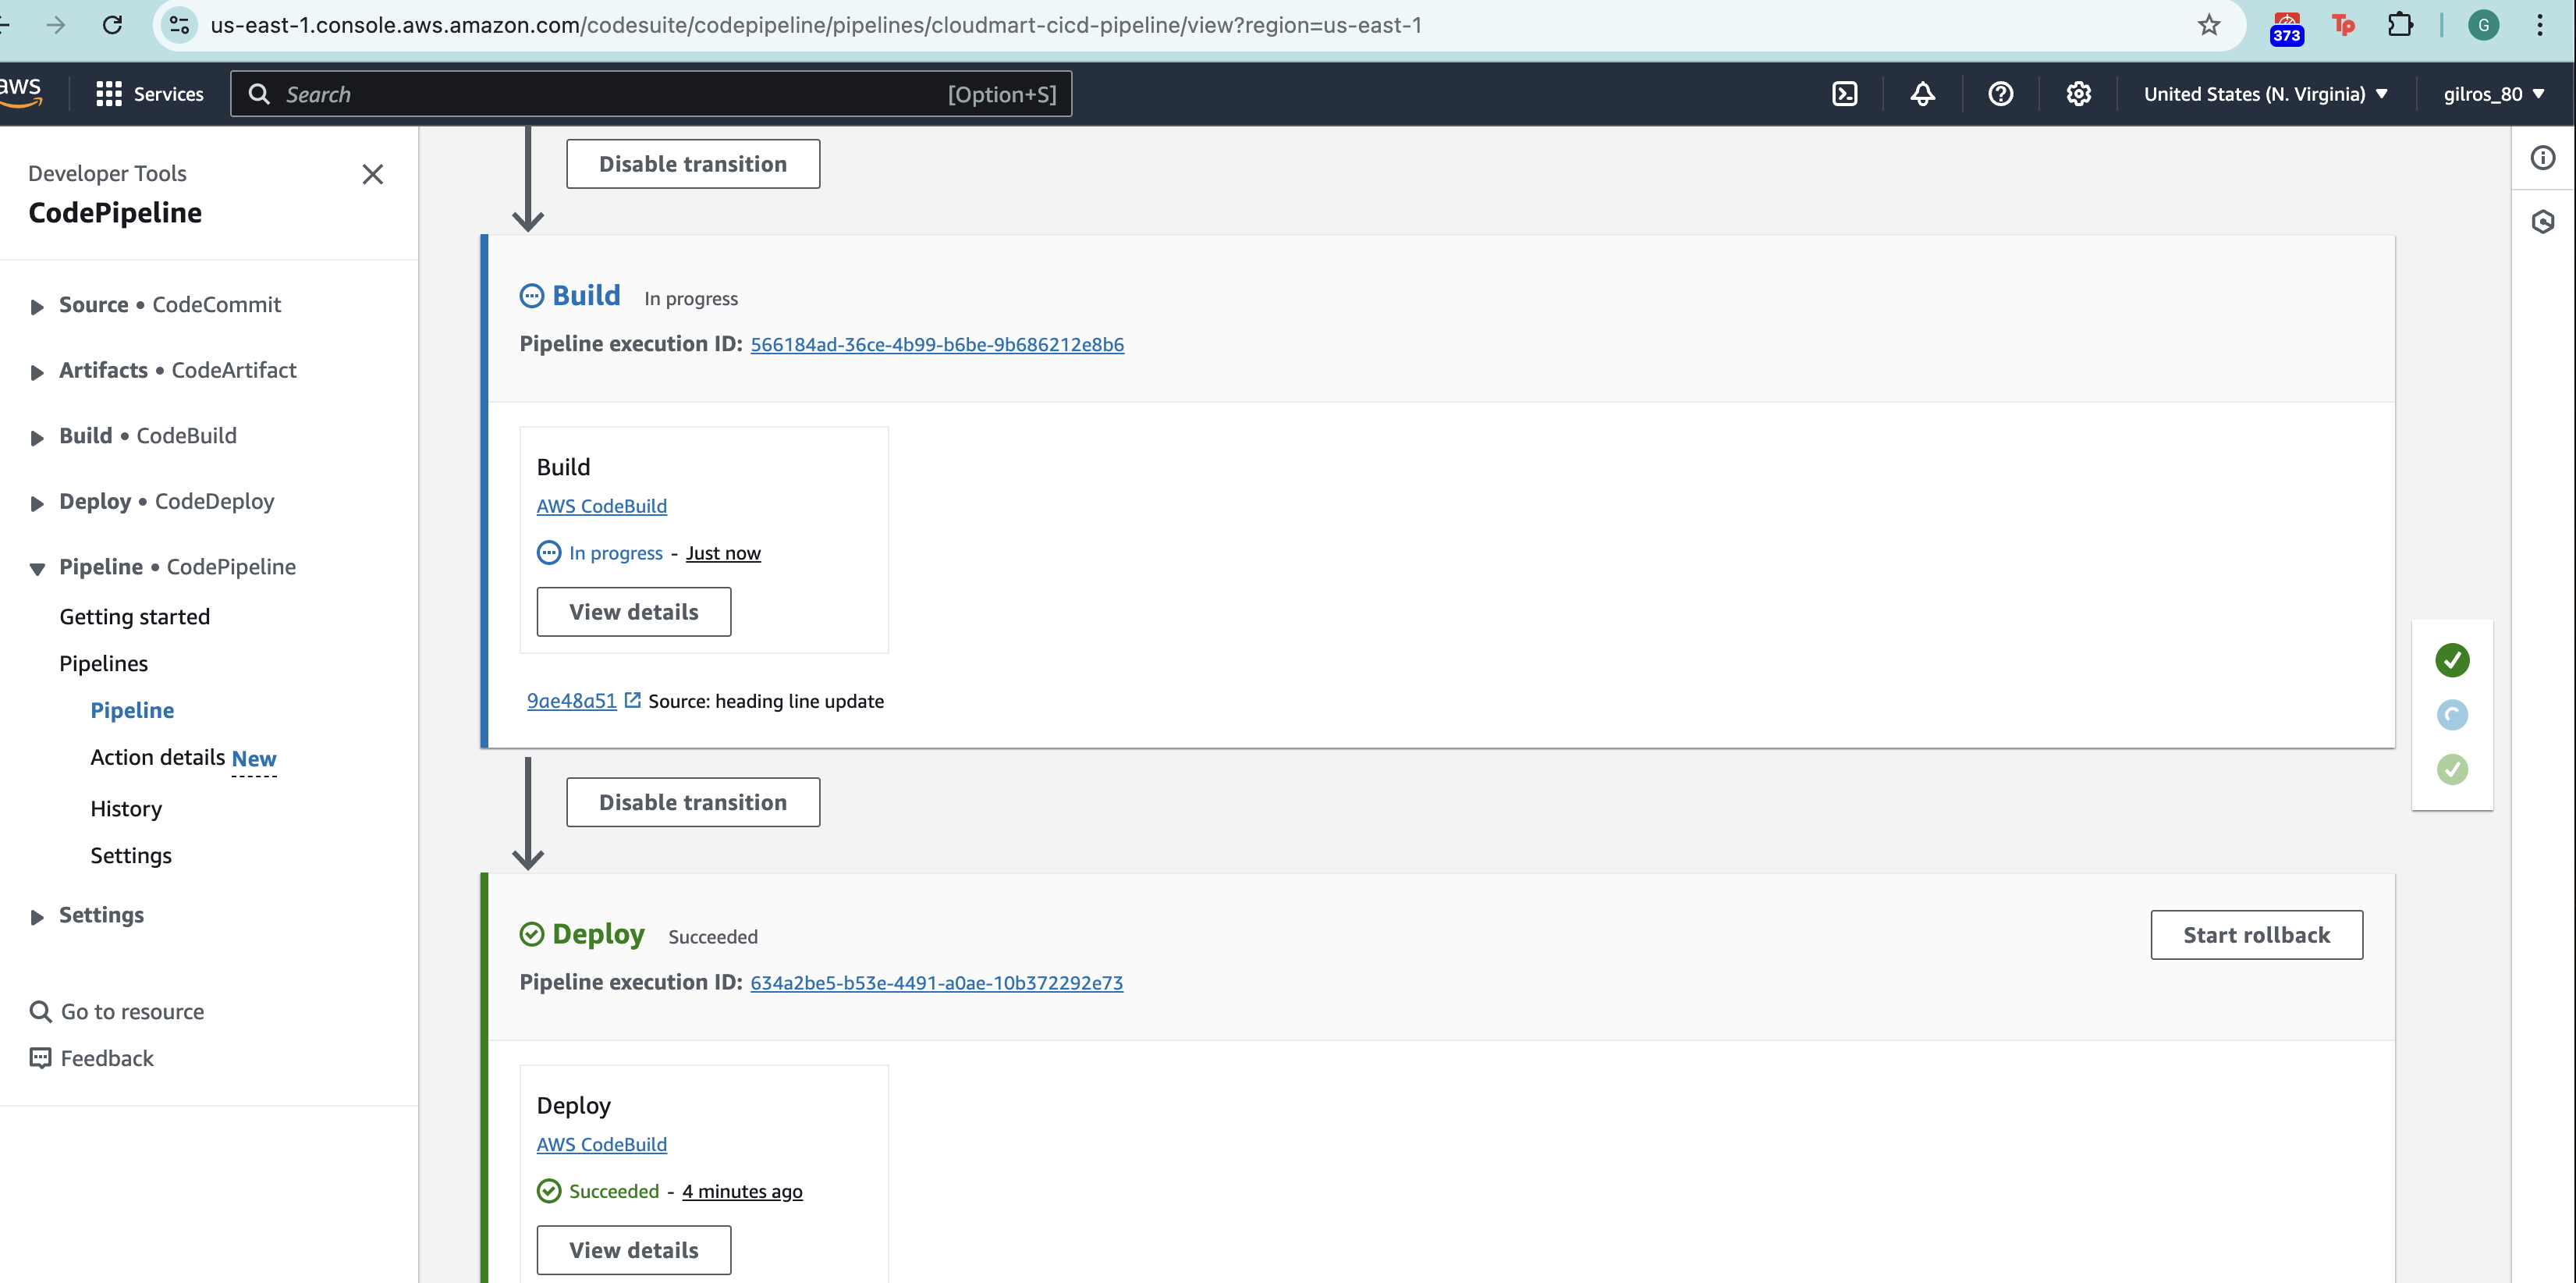 us-east-1.console.aws.amazon.com/codesuite/codepipeline/pipelines/cloudmart-cicd-pipeline/view?region=us-east-1
373
Tp
G
aws
Services
Search
[Option+S]
United States (N. Virginia)
gilros_80
Developer Tools
CodePipeline
Source • CodeCommit
Artifacts • CodeArtifact
Build • CodeBuild
Deploy • CodeDeploy
Pipeline • CodePipeline
Getting started
Pipelines
Pipeline
Action details New
History
Settings
Settings
Go to resource
Feedback
Disable transition
Build In progress
Pipeline execution ID: 566184ad-36ce-4b99-b6be-9b686212e8b6
Build
AWS CodeBuild
In progress - Just now
View details
9ae48a51 Source: heading line update
Disable transition
Deploy Succeeded
Start rollback
Pipeline execution ID: 634a2be5-b53e-4491-a0ae-10b372292e73
Deploy
AWS CodeBuild
Succeeded - 4 minutes ago
View details